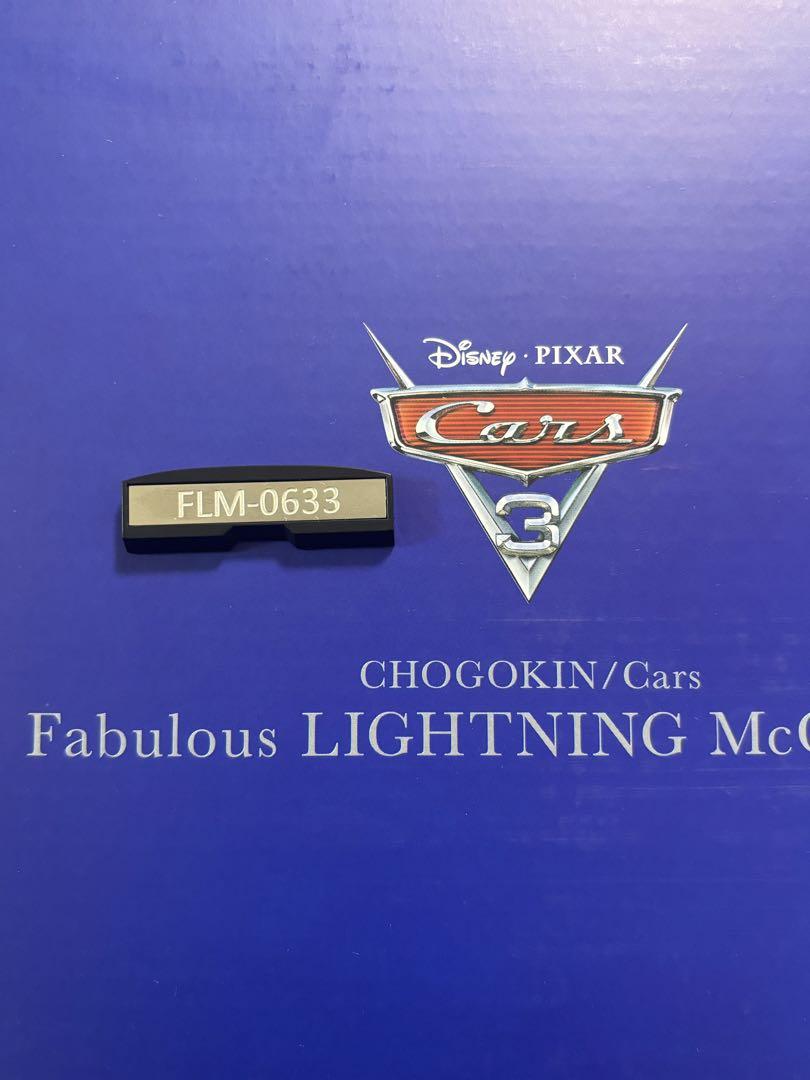 Disney · PIXAR
Cars
3
FLM-0633
CHOGOKIN/Cars
Fabulous LIGHTNING Mc